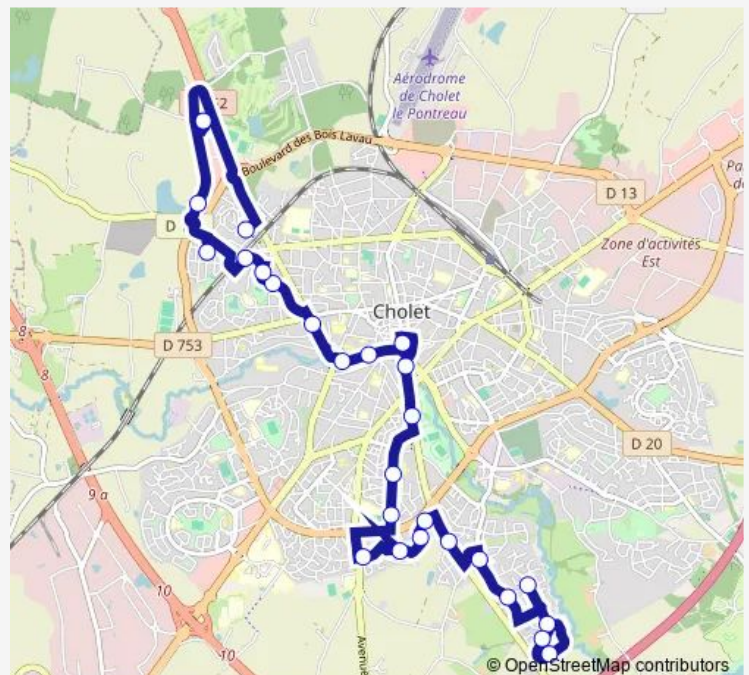 Aérodrome
de Cholet
le Pontreau
Boulevard des Bois Lavau
D 13
Zone d'activités
Est
D
Cholet
D 753
8
8
D 20
9 a
10
10
Avenue
© OpenStreetMap contributors